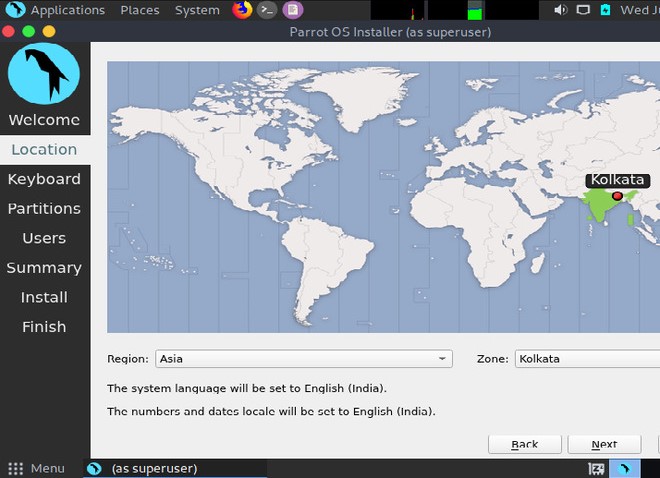 Applications Places System Wed
Parrot OS Installer (as superuser)
Welcome
Location
Keyboard
Partitions
Users
Summary
Install
Finish
Kolkata
Region: Asia Zone: Kolkata
The system language will be set to English (India).
The numbers and dates locale will be set to English (India).
Back Next
Menu (as superuser)